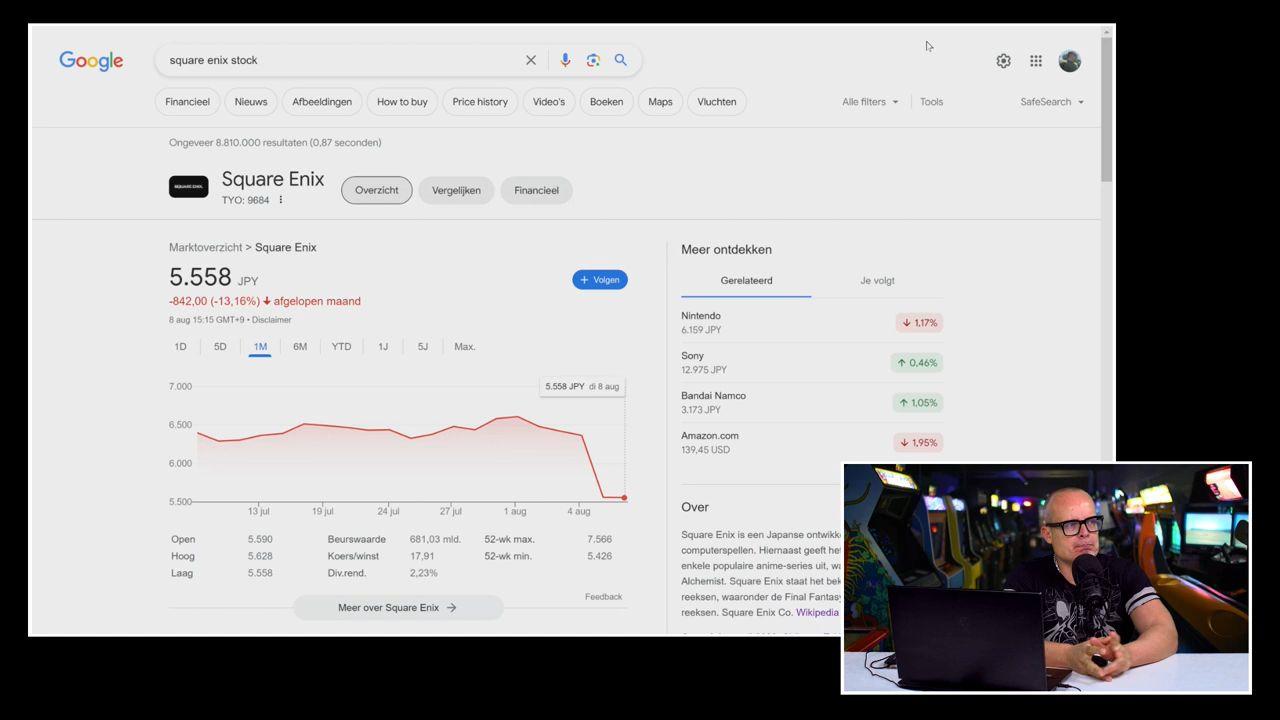 Google
square enix stock
Financieel Nieuws Afbeeldingen How to buy Price history Video's Boeken Maps Vluchten Alle filters Tools SafeSearch
Ongeveer 8.810.000 resultaten (0,87 seconden)
SQUARE ENIX
Square Enix
TYO: 9684
Overzicht Vergelijken Financieel
Marktoverzicht > Square Enix
5.558 JPY
+ Volgen
-842,00 (-13,16%) afgelopen maand
8 aug 15:15 GMT+9 • Disclaimer
1D 5D 1M 6M YTD 1J 5J Max.
5.558 JPY di 8 aug
7.000
6.500
6.000
5.500
13 jul 19 jul 24 jul 27 jul 1 aug 4 aug
Open 5.590 Beurswaarde 681,03 mld. 52-wk max. 7.566
Hoog 5.628 Koers/winst 17,91 52-wk min. 5.426
Laag 5.558 Div.rend. 2,23%
Feedback
Meer over Square Enix
Meer ontdekken
Gerelateerd Je volgt
Nintendo
6.159 JPY
1,17%
Sony
12.975 JPY
0,46%
Bandai Namco
3.173 JPY
1,05%
Amazon.com
139,45 USD
1,95%
Over
Square Enix is een Japanse ontwikke
computerspellen. Hiernaast geeft het
enkele populaire anime-series uit, wa
Alchemist. Square Enix staat het bek
reeksen, waaronder de Final Fantasy
reeksen. Square Enix Co. Wikipedia